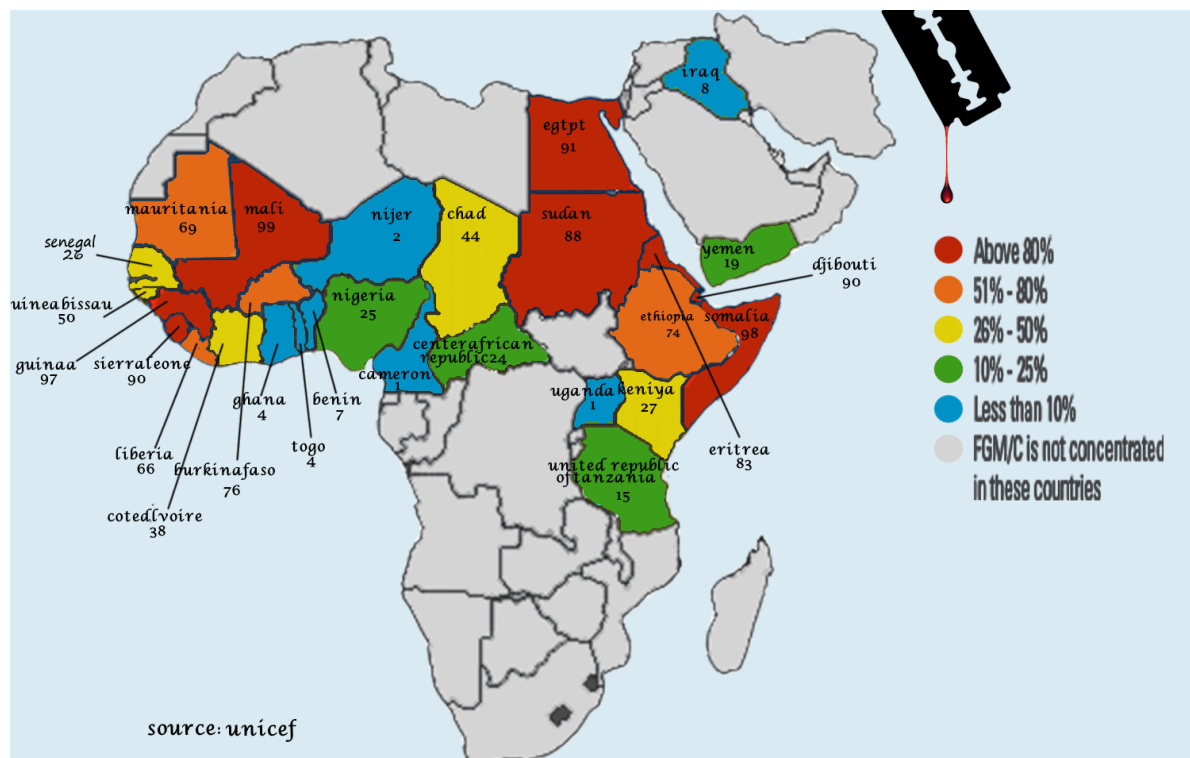 iraq
8
egtpt
91
mauritania
69
mali
99
nijer
2
chad
44
sudan
88
yemen
19
djibouti
90
senegal
26
uineabissau
50
nigeria
25
ethiopia
74
somalia
98
guinaa
97
sierraleone
90
centerafrican
republic24
cameron
1
ghana
4
benin
7
uganda
1
keniya
27
togo
4
liberia
66
burkinafaso
76
eritrea
83
united republic
oftanzania
15
cotedlvoire
38
source: unicef
Above 80%
51% - 80%
26% - 50%
10% - 25%
Less than 10%
FGM/C is not concentrated
in these countries